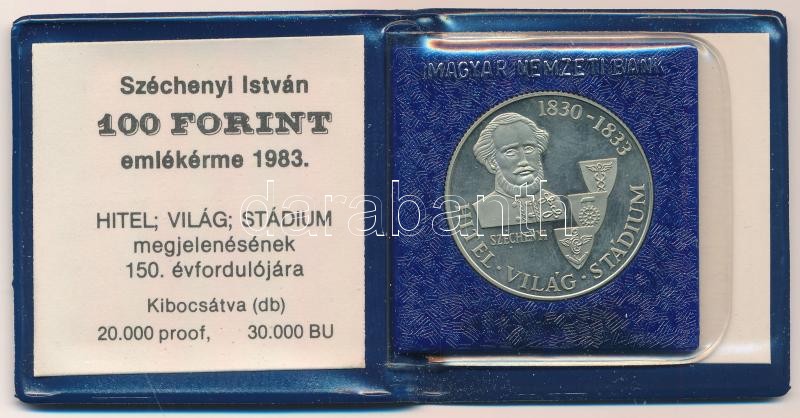 Széchenyi István
100 FORINT
emlékérme 1983.
HITEL; VILÁG; STÁDIUM
megjelenésének
150. évfordulójára
Kibocsátva (db)
20.000 proof, 30.000 BU
MAGYAR NEMZETI BANK
1830-1833
SZÉCHENYI
HITEL · VILÁG · STÁDIUM
darabanth